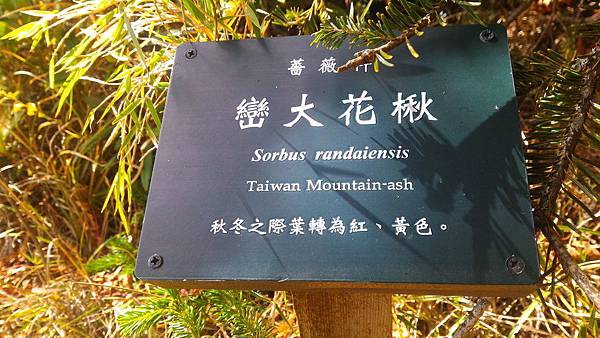 薔薇科
巒大花楸
Sorbus randaiensis
Taiwan Mountain-ash
秋冬之際葉轉為紅、黃色。